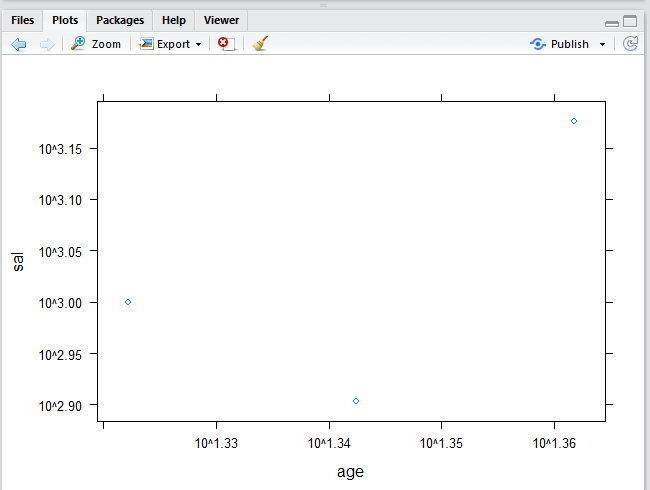 Files Plots Packages Help Viewer
Zoom Export Publish
10^3.15
10^3.10
10^3.05
10^3.00
10^2.95
10^2.90
sal
10^1.33 10^1.34 10^1.35 10^1.36
age